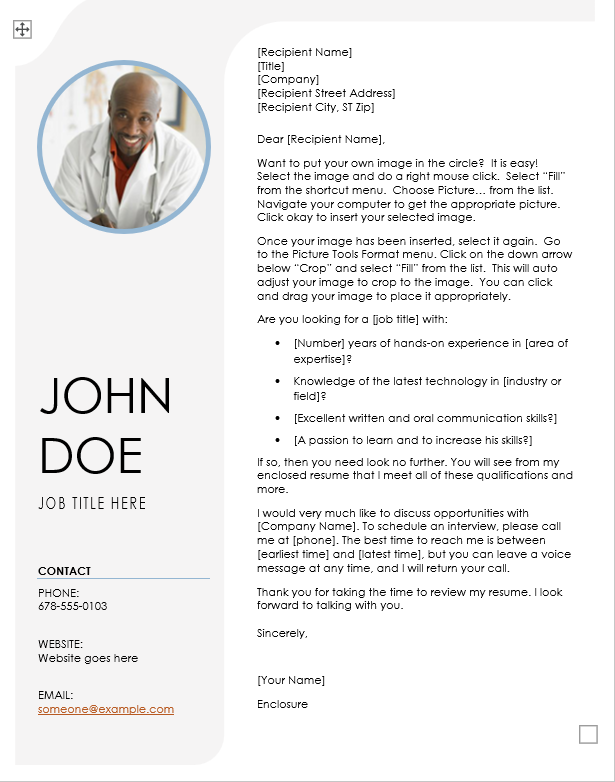 [Recipient Name]
[Title]
[Company]
[Recipient Street Address]
[Recipient City, ST Zip]
Dear [Recipient Name],
Want to put your own image in the circle?  It is easy!
Select the image and do a right mouse click.  Select “Fill”
from the shortcut menu.  Choose Picture… from the list.
Navigate your computer to get the appropriate picture.
Click okay to insert your selected image.
Once your image has been inserted, select it again.  Go
to the Picture Tools Format menu. Click on the down arrow
below “Crop” and select “Fill” from the list.  This will auto
adjust your image to crop to the image.  You can click
and drag your image to place it appropriately.
Are you looking for a [job title] with:
• [Number] years of hands-on experience in [area of
expertise]?
• Knowledge of the latest technology in [industry or
field]?
• [Excellent written and oral communication skills?]
• [A passion to learn and to increase his skills?]
If so, then you need look no further. You will see from my
enclosed resume that I meet all of these qualifications and
more.
I would very much like to discuss opportunities with
[Company Name]. To schedule an interview, please call
me at [phone]. The best time to reach me is between
[earliest time] and [latest time], but you can leave a voice
message at any time, and I will return your call.
Thank you for taking the time to review my resume. I look
forward to talking with you.
Sincerely,
[Your Name]
Enclosure
JOHN
DOE
JOB TITLE HERE
CONTACT
PHONE:
678-555-0103
WEBSITE:
Website goes here
EMAIL:
someone@example.com